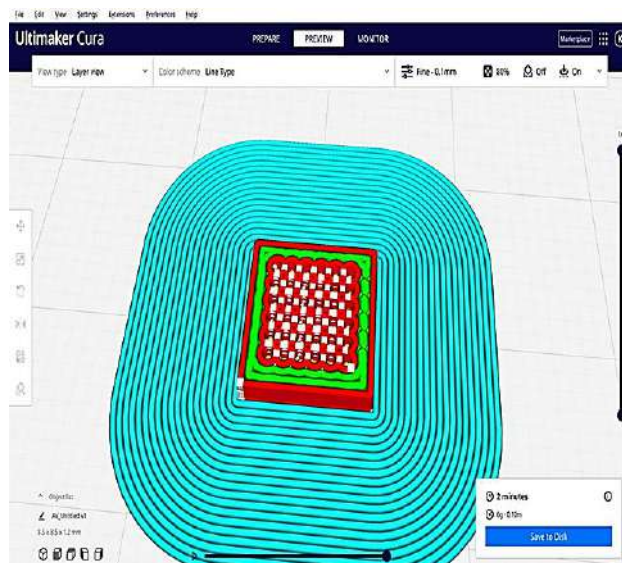 File Edit View Settings Extensions Preferences Help
Ultimaker Cura PREPARE PREVIEW MONITOR Marketplace
View type Layer view Color scheme Line Type Fine - 0.1mm 80% Off On
2 minutes
Save to Disk